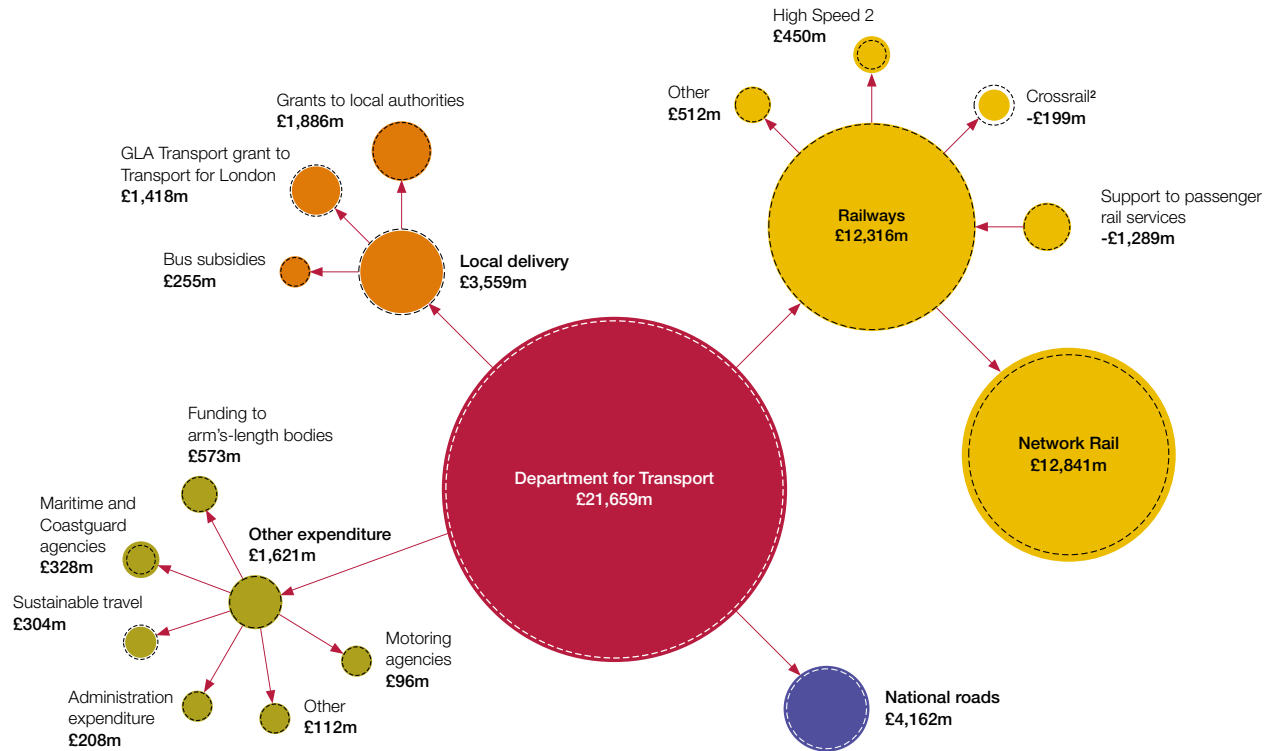 High Speed 2
£450m
Other
£512m
Crossrail²
-£199m
Grants to local authorities
£1,886m
GLA Transport grant to
Transport for London
£1,418m
Bus subsidies
£255m
Local delivery
£3,559m
Railways
£12,316m
Support to passenger
rail services
-£1,289m
Network Rail
£12,841m
Department for Transport
£21,659m
Funding to
arm's-length bodies
£573m
Maritime and
Coastguard
agencies
£328m
Other expenditure
£1,621m
Sustainable travel
£304m
Administration
expenditure
£208m
Other
£112m
Motoring
agencies
£96m
National roads
£4,162m